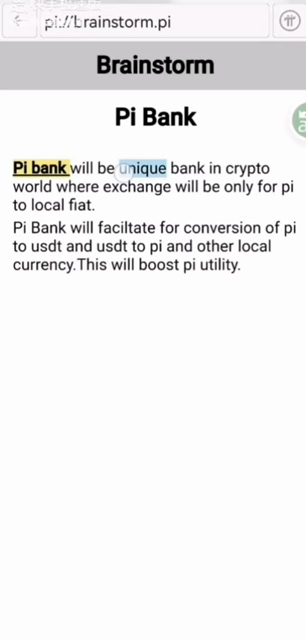 pi://brainstorm.pi
Brainstorm
Pi Bank
Pi bank will be unique bank in crypto
world where exchange will be only for pi
to local fiat.
Pi Bank will faciltate for conversion of pi
to usdt and usdt to pi and other local
currency.This will boost pi utility.